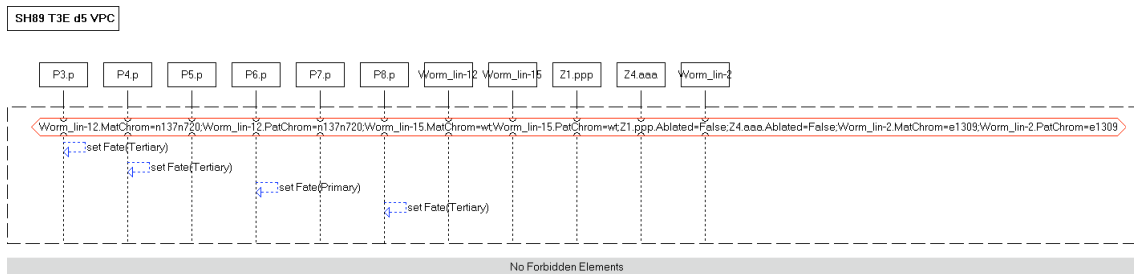 SH89 T3E d5 VPC
P3.p P4.p P5.p P6.p P7.p P8.p Worm_lin-12 Worm_lin-15 Z1.ppp Z4.aaa Worm_lin-2
Worm_lin-12.MatChrom=n137n720;Worm_lin-12.PatChrom=n137n720;Worm_lin-15.MatChrom=wt;Worm_lin-15.PatChrom=wt;Z1.ppp.Ablated=False;Z4.aaa.Ablated=False;Worm_lin-2.MatChrom=e1309;Worm_lin-2.PatChrom=e1309
set Fate(Tertiary)
set Fate(Tertiary)
set Fate(Primary)
set Fate(Tertiary)
No Forbidden Elements